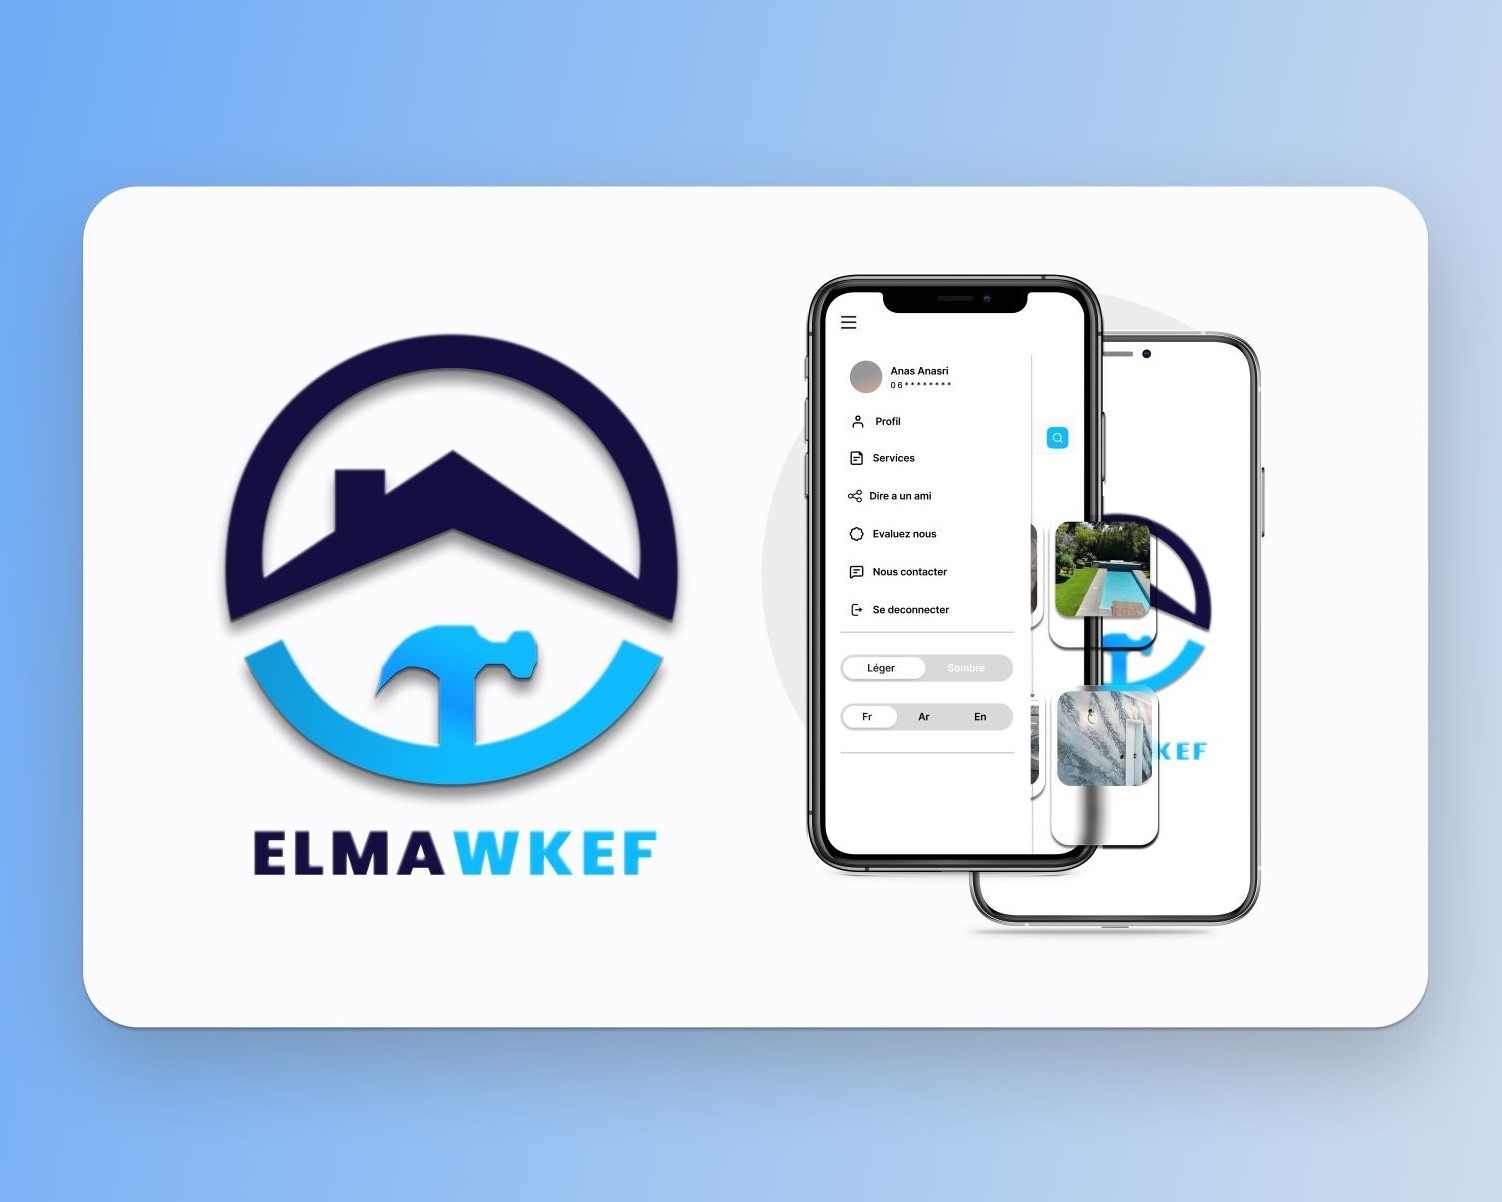 ELMAWKEF
Anas Anasri
06********
Profil
Services
Dire a un ami
Evaluez nous
Nous contacter
Se deconnecter
Léger Sombre
Fr Ar En
KEF